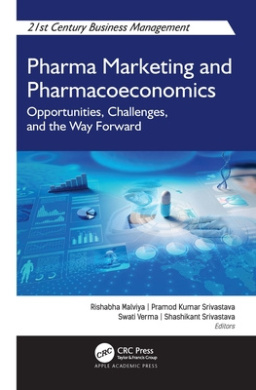 21st Century Business Management
Pharma Marketing and
Pharmacoeconomics
Opportunities, Challenges,
and the Way Forward
Rishabha Malviya | Pramod Kumar Srivastava
Swati Verma | Shashikant Srivastava
Editors
CRC Press
Taylor & Francis Group
APPLE ACADEMIC PRESS